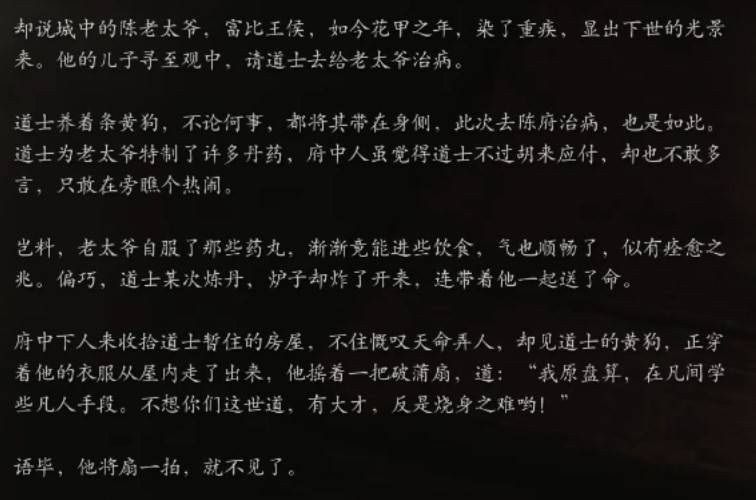 却说城中的陈老太爷，富比王侯，如今花甲之年，染了重疾，显出下世的光景
来。他的儿子寻至观中，请道士去给老太爷治病。
道士养着条黄狗，不论何事，都将其带在身侧，此次去陈府治病，也是如此。
道士为老太爷特制了许多丹药，府中人虽觉得道士不过胡来应付，却也不敢多
言，只敢在旁瞧个热闹。
岂料，老太爷自服了那些药丸，渐渐竟能进些饮食，气也顺畅了，似有痊愈之
兆。偏巧，道士某次炼丹，炉子却炸了开来，连带着他一起送了命。
府中下人来收拾道士暂住的房屋，不住慨叹天命弄人，却见道士的黄狗，正穿
着他的衣服从屋内走了出来，他摇着一把破蒲扇，道：“我原盘算，在凡间学
些凡人手段。不想你们这世道，有大才，反是烧身之难哟！”
语毕，他将扇一拍，就不见了。